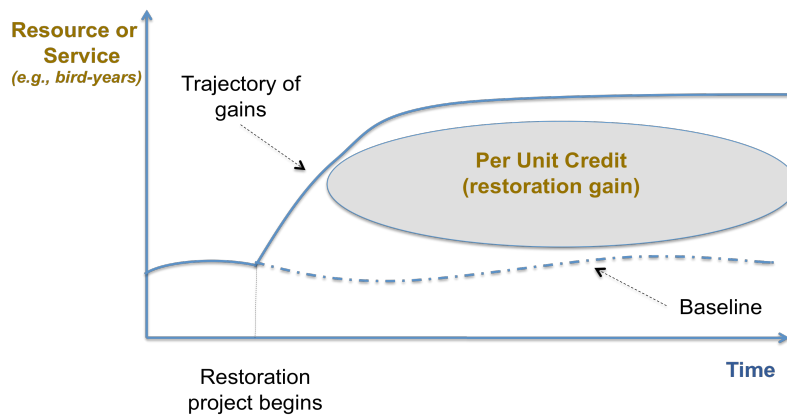 Resource or
Service
(e.g., bird-years)
Trajectory of
gains
Per Unit Credit
(restoration gain)
Baseline
Time
Restoration
project begins